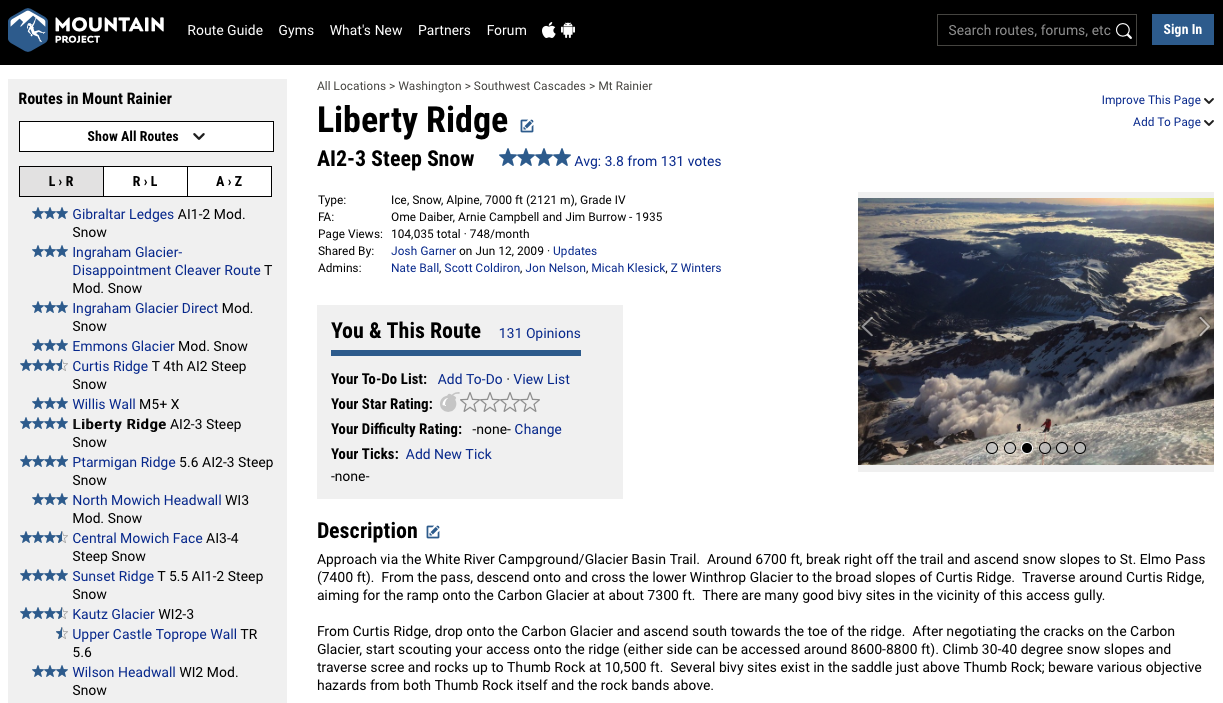 MOUNTAIN
PROJECT
Route Guide Gyms What's New Partners Forum
Search routes, forums, etc
Sign In
Routes in Mount Rainier
Show All Routes
L › R R › L A › Z
Gibraltar Ledges AI1-2 Mod.
Snow
Ingraham Glacier-
Disappointment Cleaver Route T
Mod. Snow
Ingraham Glacier Direct Mod.
Snow
Emmons Glacier Mod. Snow
Curtis Ridge T 4th AI2 Steep
Snow
Willis Wall M5+ X
Liberty Ridge AI2-3 Steep
Snow
Ptarmigan Ridge 5.6 AI2-3 Steep
Snow
North Mowich Headwall WI3
Mod. Snow
Central Mowich Face AI3-4
Steep Snow
Sunset Ridge T 5.5 AI1-2 Steep
Snow
Kautz Glacier WI2-3
Upper Castle Toprope Wall TR
5.6
Wilson Headwall WI2 Mod.
Snow
All Locations > Washington > Southwest Cascades > Mt Rainier
Liberty Ridge
Improve This Page
Add To Page
AI2-3 Steep Snow Avg: 3.8 from 131 votes
Type: Ice, Snow, Alpine, 7000 ft (2121 m), Grade IV
FA: Ome Daiber, Arnie Campbell and Jim Burrow - 1935
Page Views: 104,035 total · 748/month
Shared By: Josh Garner on Jun 12, 2009 · Updates
Admins: Nate Ball, Scott Coldiron, Jon Nelson, Micah Klesick, Z Winters
You & This Route 131 Opinions
Your To-Do List: Add To-Do · View List
Your Star Rating:
Your Difficulty Rating: -none- Change
Your Ticks: Add New Tick
-none-
Description
Approach via the White River Campground/Glacier Basin Trail. Around 6700 ft, break right off the trail and ascend snow slopes to St. Elmo Pass
(7400 ft). From the pass, descend onto and cross the lower Winthrop Glacier to the broad slopes of Curtis Ridge. Traverse around Curtis Ridge,
aiming for the ramp onto the Carbon Glacier at about 7300 ft. There are many good bivy sites in the vicinity of this access gully.
From Curtis Ridge, drop onto the Carbon Glacier and ascend south towards the toe of the ridge. After negotiating the cracks on the Carbon
Glacier, start scouting your access onto the ridge (either side can be accessed around 8600-8800 ft). Climb 30-40 degree snow slopes and
traverse scree and rocks up to Thumb Rock at 10,500 ft. Several bivy sites exist in the saddle just above Thumb Rock; beware various objective
hazards from both Thumb Rock itself and the rock bands above.